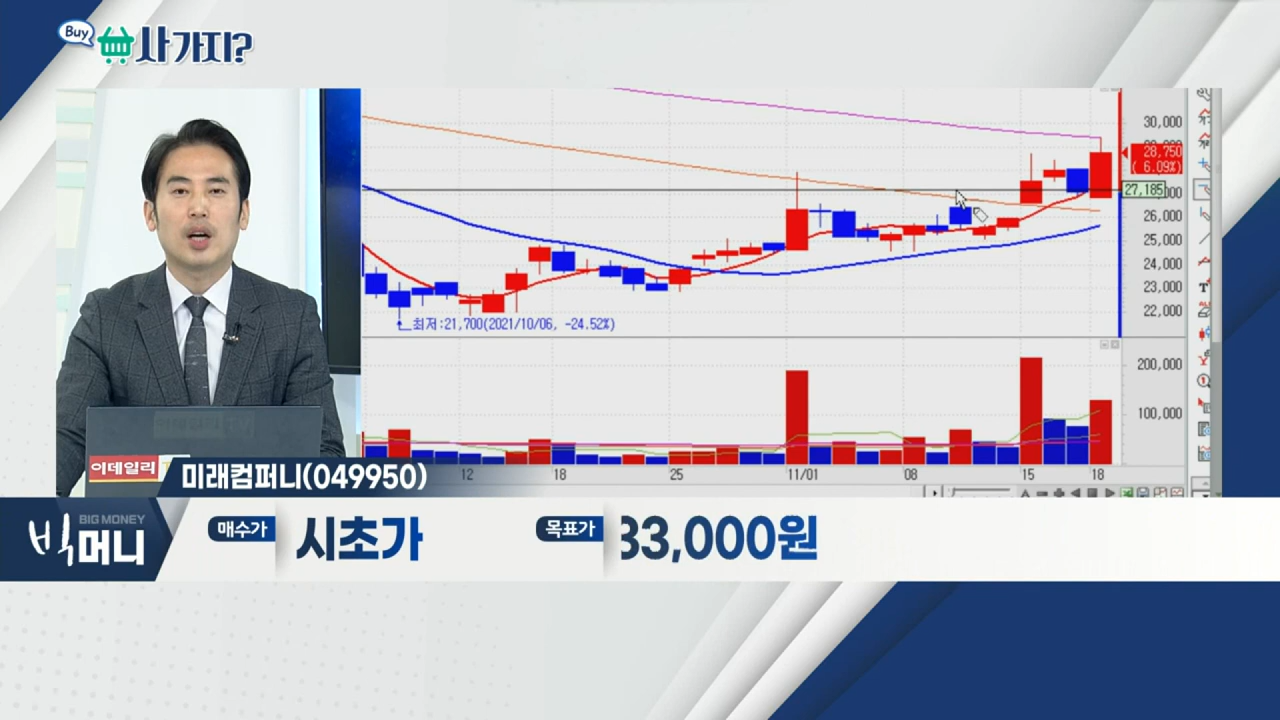 Buy 사가지?
30,000
28,750
( 6.09%)
27,185
26,000
25,000
24,000
23,000
22,000
최저:21,700(2021/10/06, -24.52%)
200,000
100,000
12 18 25 11/01 08 15 18
이데일리
미래컴퍼니(049950)
빅머니
BIG MONEY
매수가 시초가 목표가 33,000원